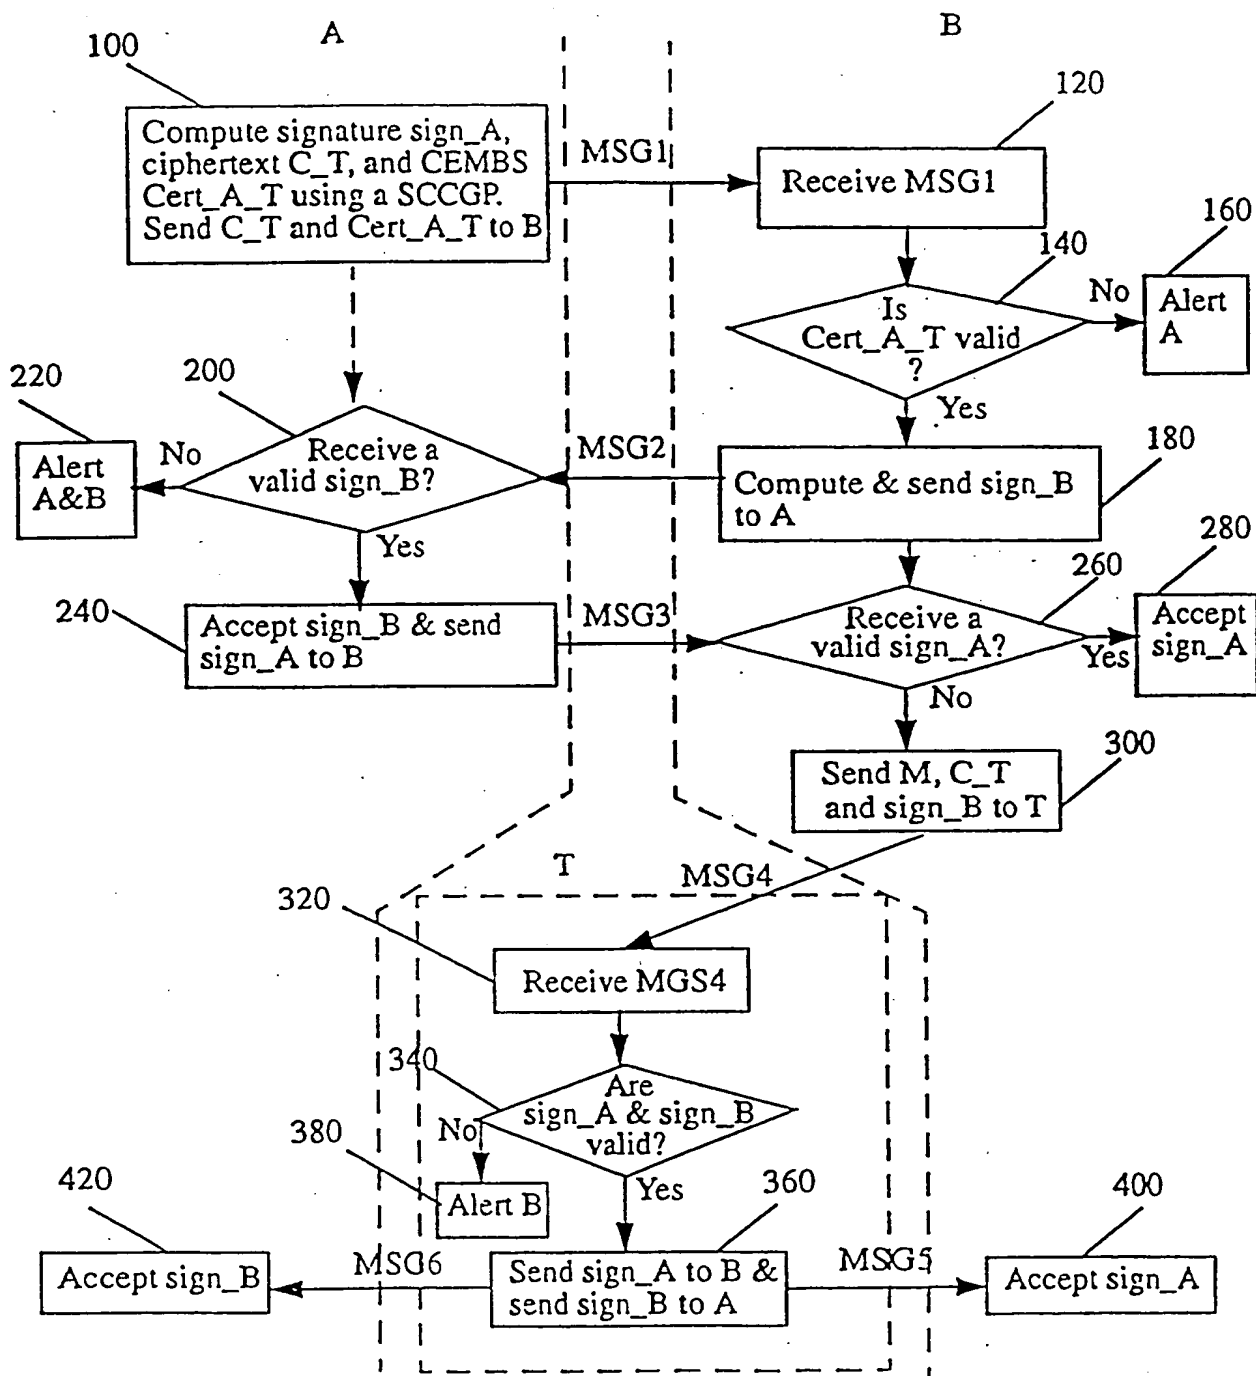 A
B
100
120
Compute signature sign_A,
ciphertext C_T, and CEMBS
Cert_A_T using a SCCGP.
Send C_T and Cert_A_T to B
MSG1
Receive MSG1
160
140
Is
Cert_A_T valid
?
No
Alert
A
Yes
220
200
Receive a
valid sign_B?
No
Alert
A&B
MSG2
180
Compute & send sign_B
to A
Yes
280
260
240
Accept sign_B & send
sign_A to B
MSG3
Receive a
valid sign_A?
Yes
Accept
sign_A
No
300
Send M, C_T
and sign_B to T
T
MSG4
320
Receive MGS4
340
Are
sign_A & sign_B
valid?
No
380
Alert B
Yes
360
420
400
Accept sign_B
MSG6
Send sign_A to B &
send sign_B to A
MSG5
Accept sign_A